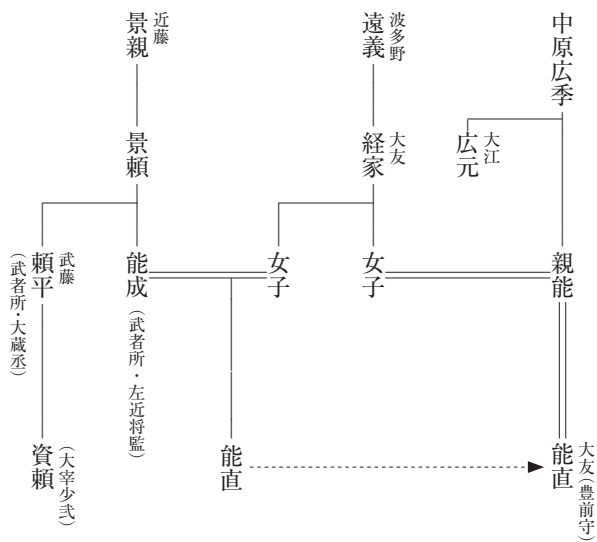 中原広季
大江
広元
親能
大友（豊前守）
能直
波多野
遠義
大友
経家
女子
女子
能直
近藤
景親
景頼
能成（武者所・左近将監）
武藤
頼平
（武者所・大蔵丞）
（大宰少弐）
資頼